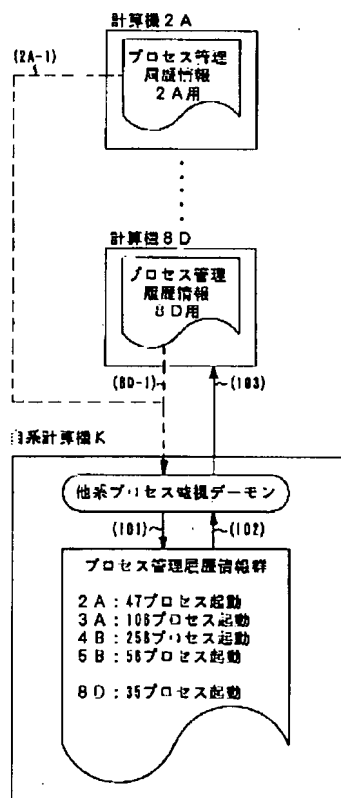 計算機2A
(2A-1)
プロセス管理
履歴情報
2A用
計算機8D
プロセス管理
履歴情報
8D用
(8D-1)
(103)
自系計算機K
他系プロセス監視デーモン
(101)
(102)
プロセス管理履歴情報群
2A:47プロセス起動
3A:106プロセス起動
4B:256プロセス起動
5B:56プロセス起動
8D:35プロセス起動